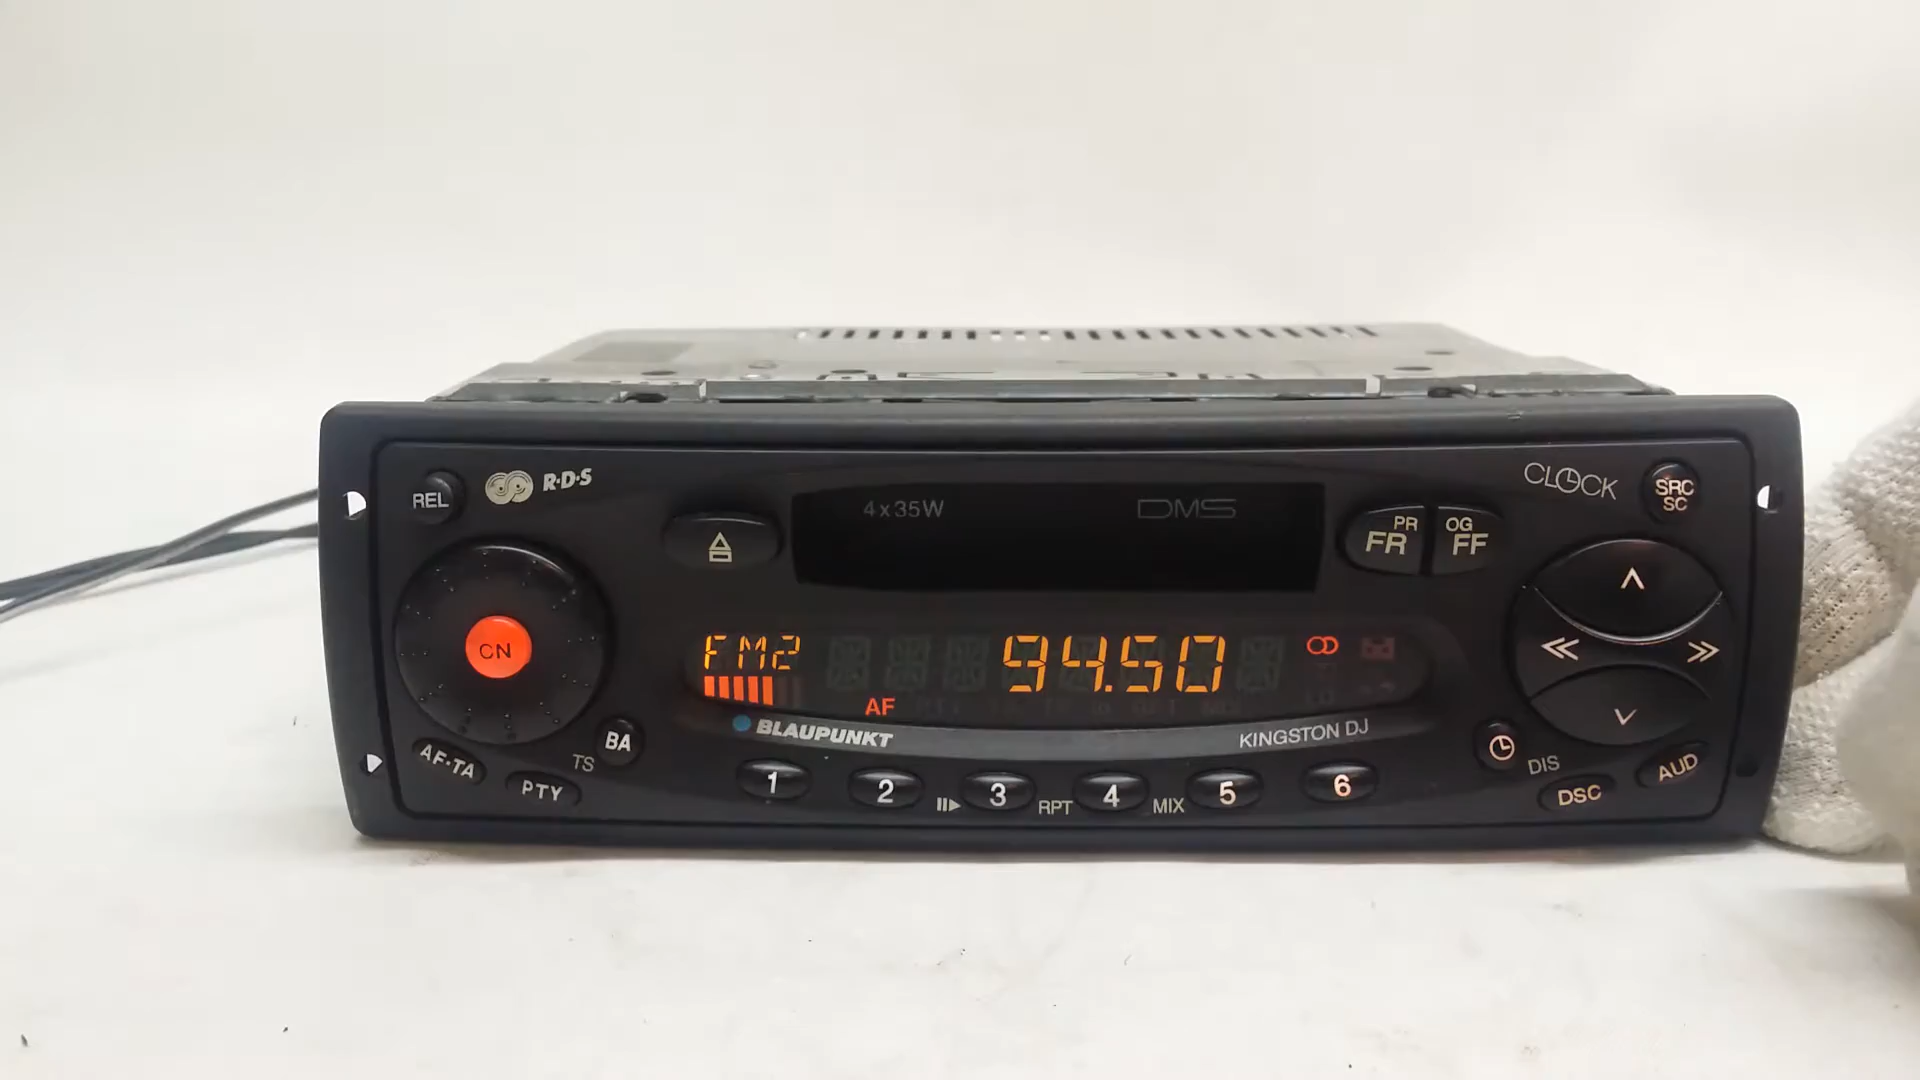 REL
R·D·S
4x35W
DMS
PR
FR
OG
FF
CLOCK
SRC
SC
CN
FM2
94.50
AF
BLAUPUNKT
KINGSTON DJ
AF·TA
PTY
TS
BA
1
2
3
RPT
4
MIX
5
6
DIS
DSC
AUD